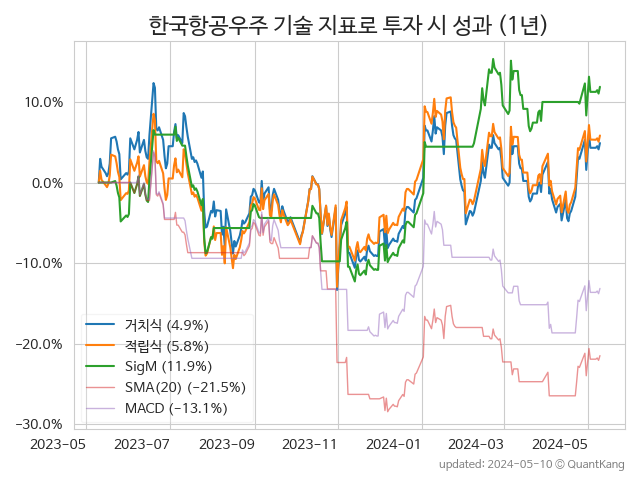 한국항공우주 기술 지표로 투자 시 성과 (1년)
10.0%
0.0%
−10.0%
−20.0%
−30.0%
거치식 (4.9%)
적립식 (5.8%)
SigM (11.9%)
SMA(20) (−21.5%)
MACD (−13.1%)
2023-05 2023-07 2023-09 2023-11 2024-01 2024-03 2024-05
updated: 2024-05-10 ⓒ QuantKang